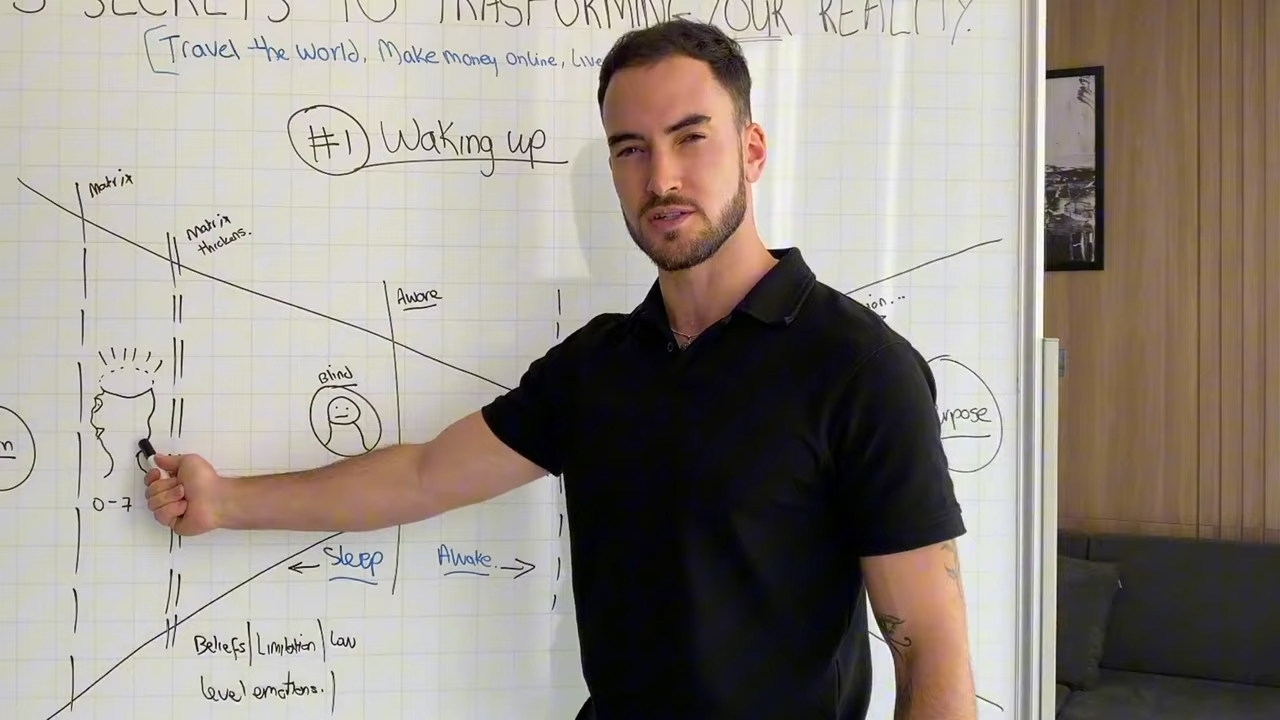 SECRETS TO TRASFORMING YOUR REALITY.
[Travel the world, Make money online, Live
#1 Waking up
Matrix
Matrix
thickens.
Aware
Blind
0-7
Sleep
Awake
Beliefs | Limitation | Low
level emotions. |